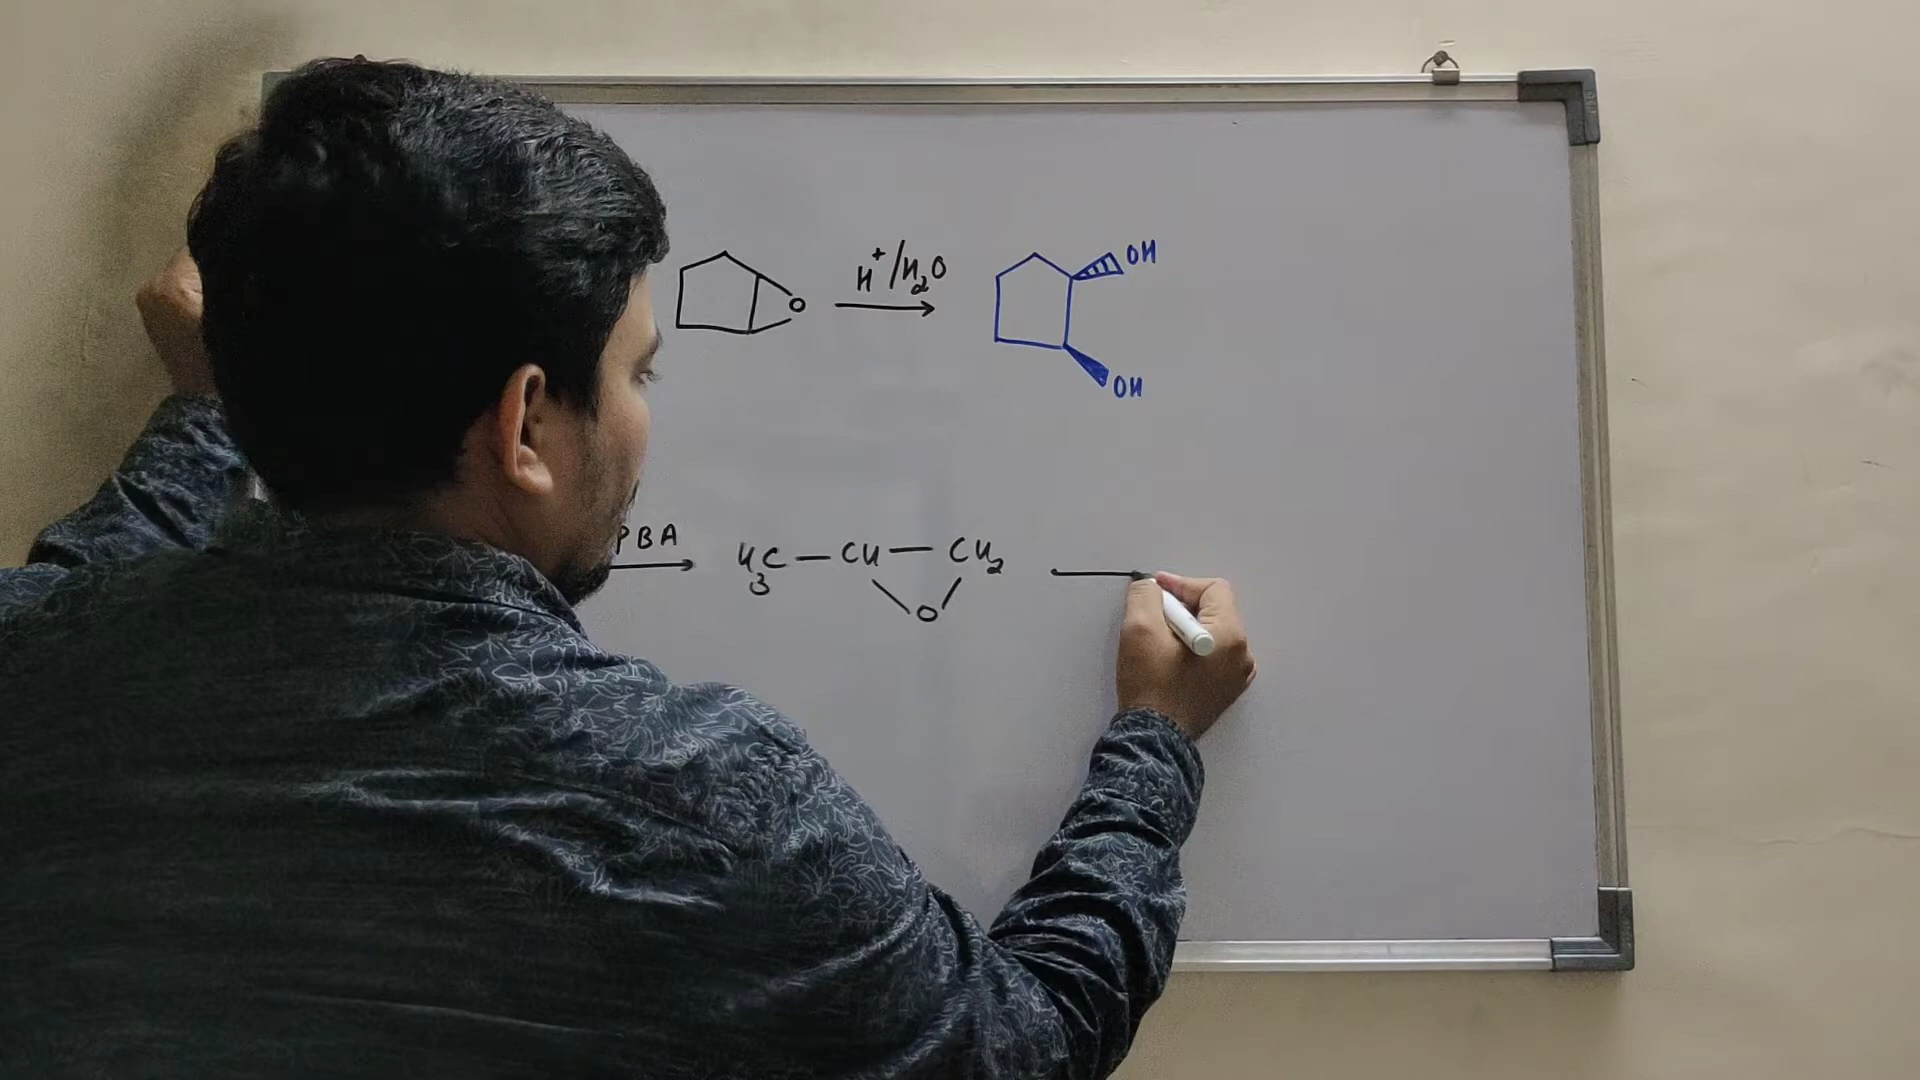 O H⁺/H₂O OH
OH
PBA H₃C — CH — CH₂
O